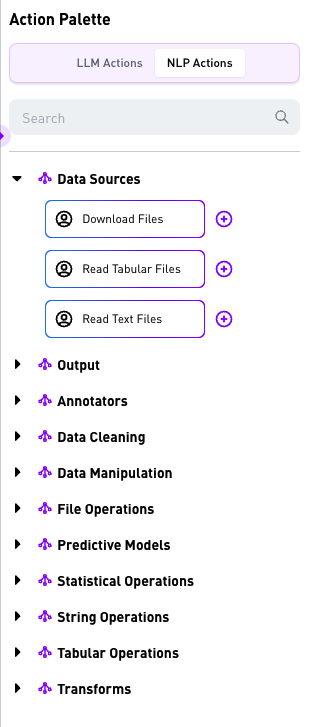 Action Palette
LLM Actions NLP Actions
Search
Data Sources
Download Files
Read Tabular Files
Read Text Files
Output
Annotators
Data Cleaning
Data Manipulation
File Operations
Predictive Models
Statistical Operations
String Operations
Tabular Operations
Transforms